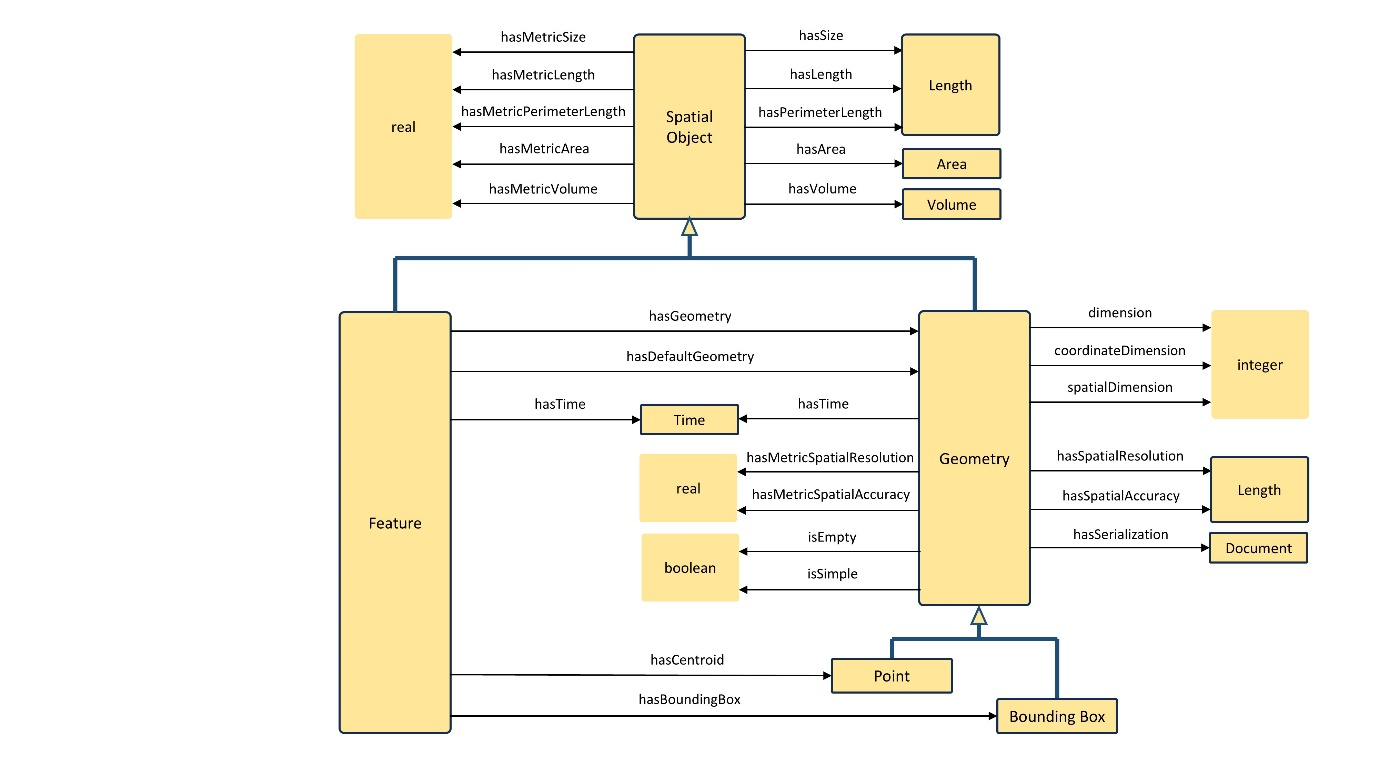 hasMetricSize
hasSize
hasMetricLength
hasLength
Length
hasMetricPerimeterLength
hasPerimeterLength
real
Spatial
Object
hasMetricArea
hasArea
Area
hasMetricVolume
hasVolume
Volume
hasGeometry
dimension
hasDefaultGeometry
coordinateDimension
integer
spatialDimension
hasTime
Time
hasTime
hasMetricSpatialResolution
Geometry
hasSpatialResolution
real
hasMetricSpatialAccuracy
hasSpatialAccuracy
Length
Feature
isEmpty
hasSerialization
Document
boolean
isSimple
hasCentroid
Point
hasBoundingBox
Bounding Box